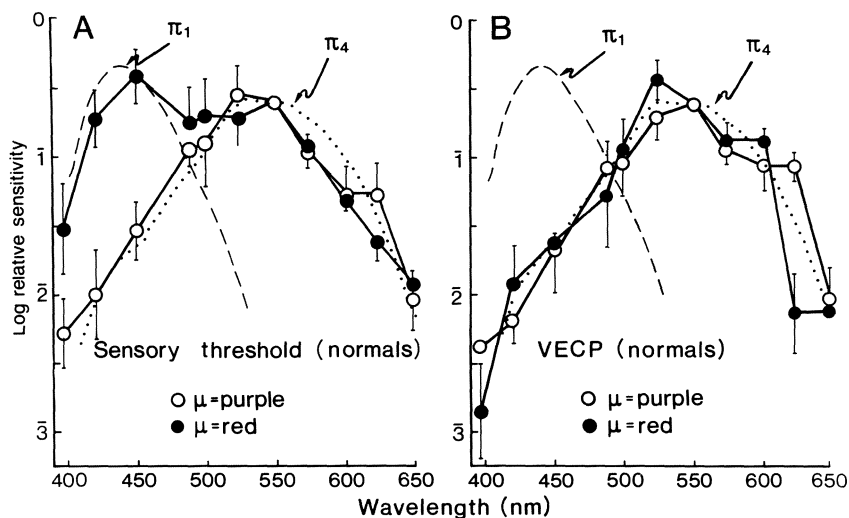 A
π1
π4
Sensory threshold (normals)
μ=purple
μ=red
Log relative sensitivity
0
1
2
3
400 450 500 550 600 650
B
π1
π4
VECP (normals)
μ=purple
μ=red
0
1
2
3
400 450 500 550 600 650
Wavelength (nm)